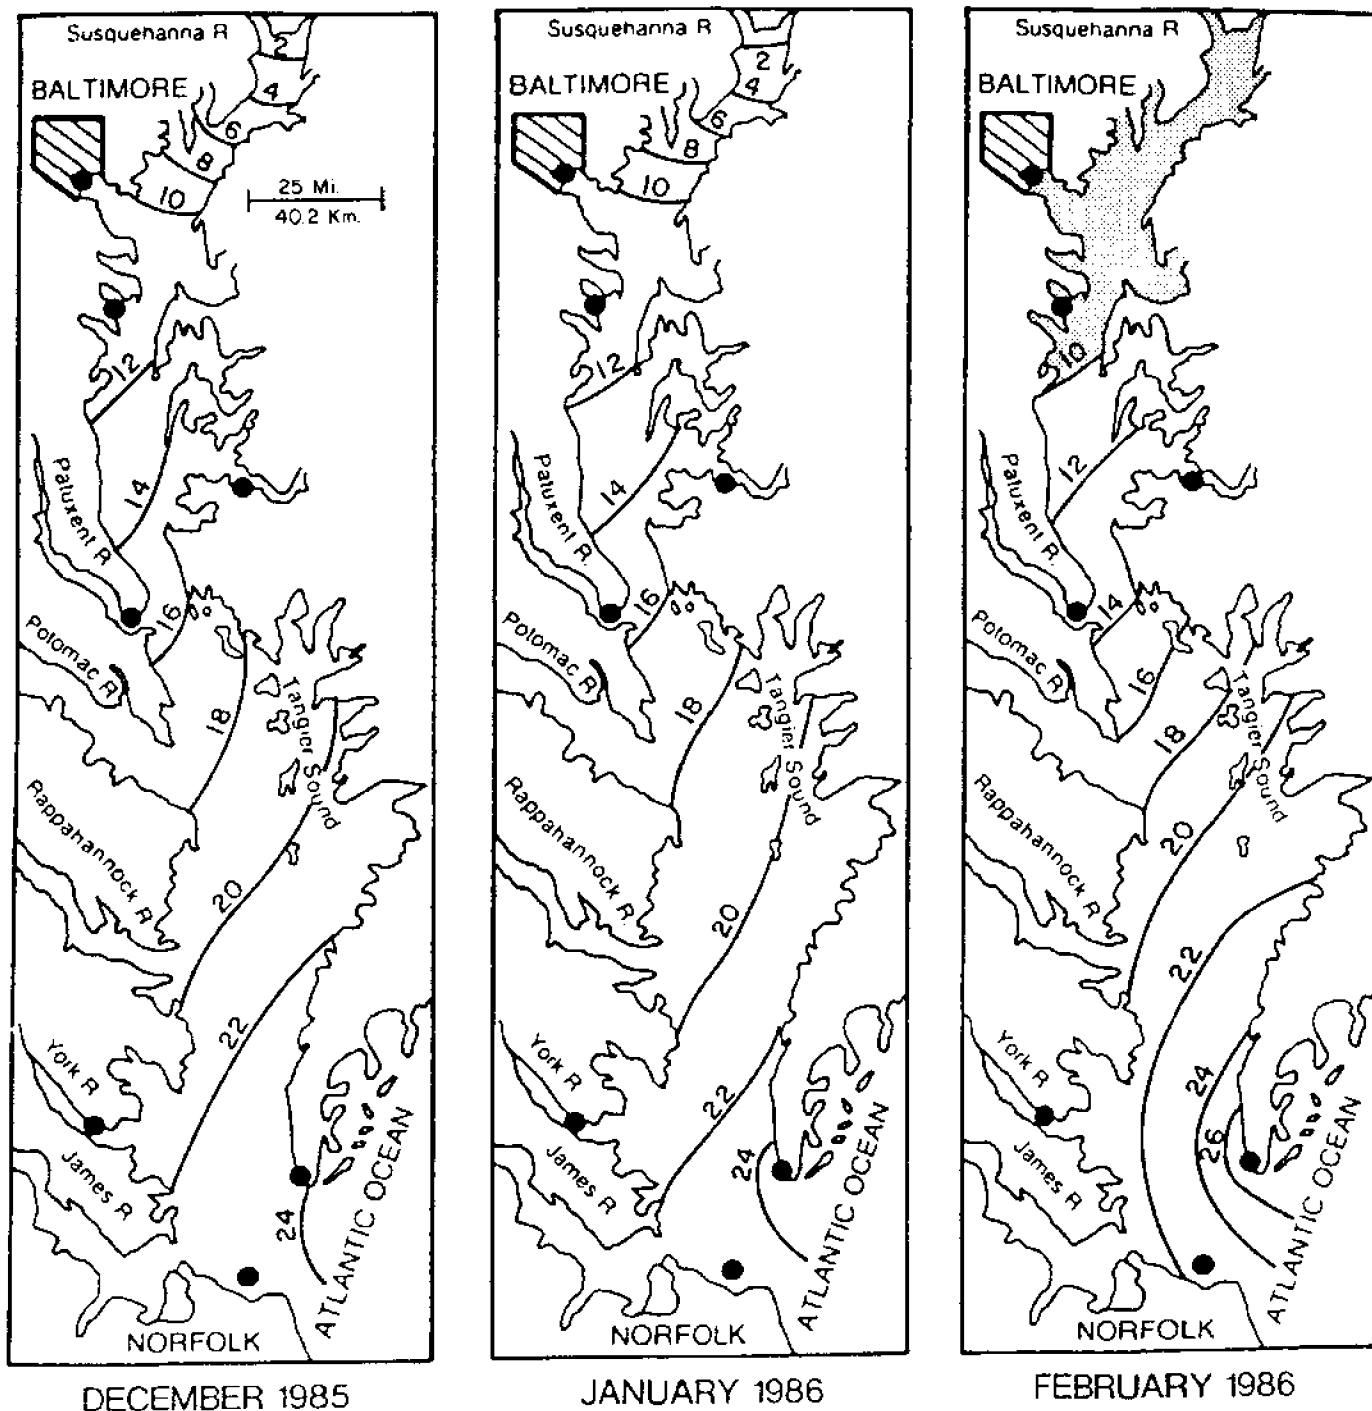 Susquehanna R
2
BALTIMORE
4
6
8
10
25 Mi.
40.2 Km.
12
14
Patuxent R.
16
Potomac R
18
Tangier Sound
Rappahannock R
20
22
York R
James R
24
ATLANTIC OCEAN
NORFOLK
DECEMBER 1985
Susquehanna R
2
BALTIMORE
4
6
8
10
12
14
Patuxent R.
16
Potomac R
18
Tangier Sound
Rappahannock R.
20
22
York R
James R
24
ATLANTIC OCEAN
NORFOLK
JANUARY 1986
Susquehanna R
BALTIMORE
10
12
Patuxent R.
14
Potomac R
16
18
Tangier Sound
Rappahannock R
20
22
York R
24
26
James R
ATLANTIC OCEAN
NORFOLK
FEBRUARY 1986